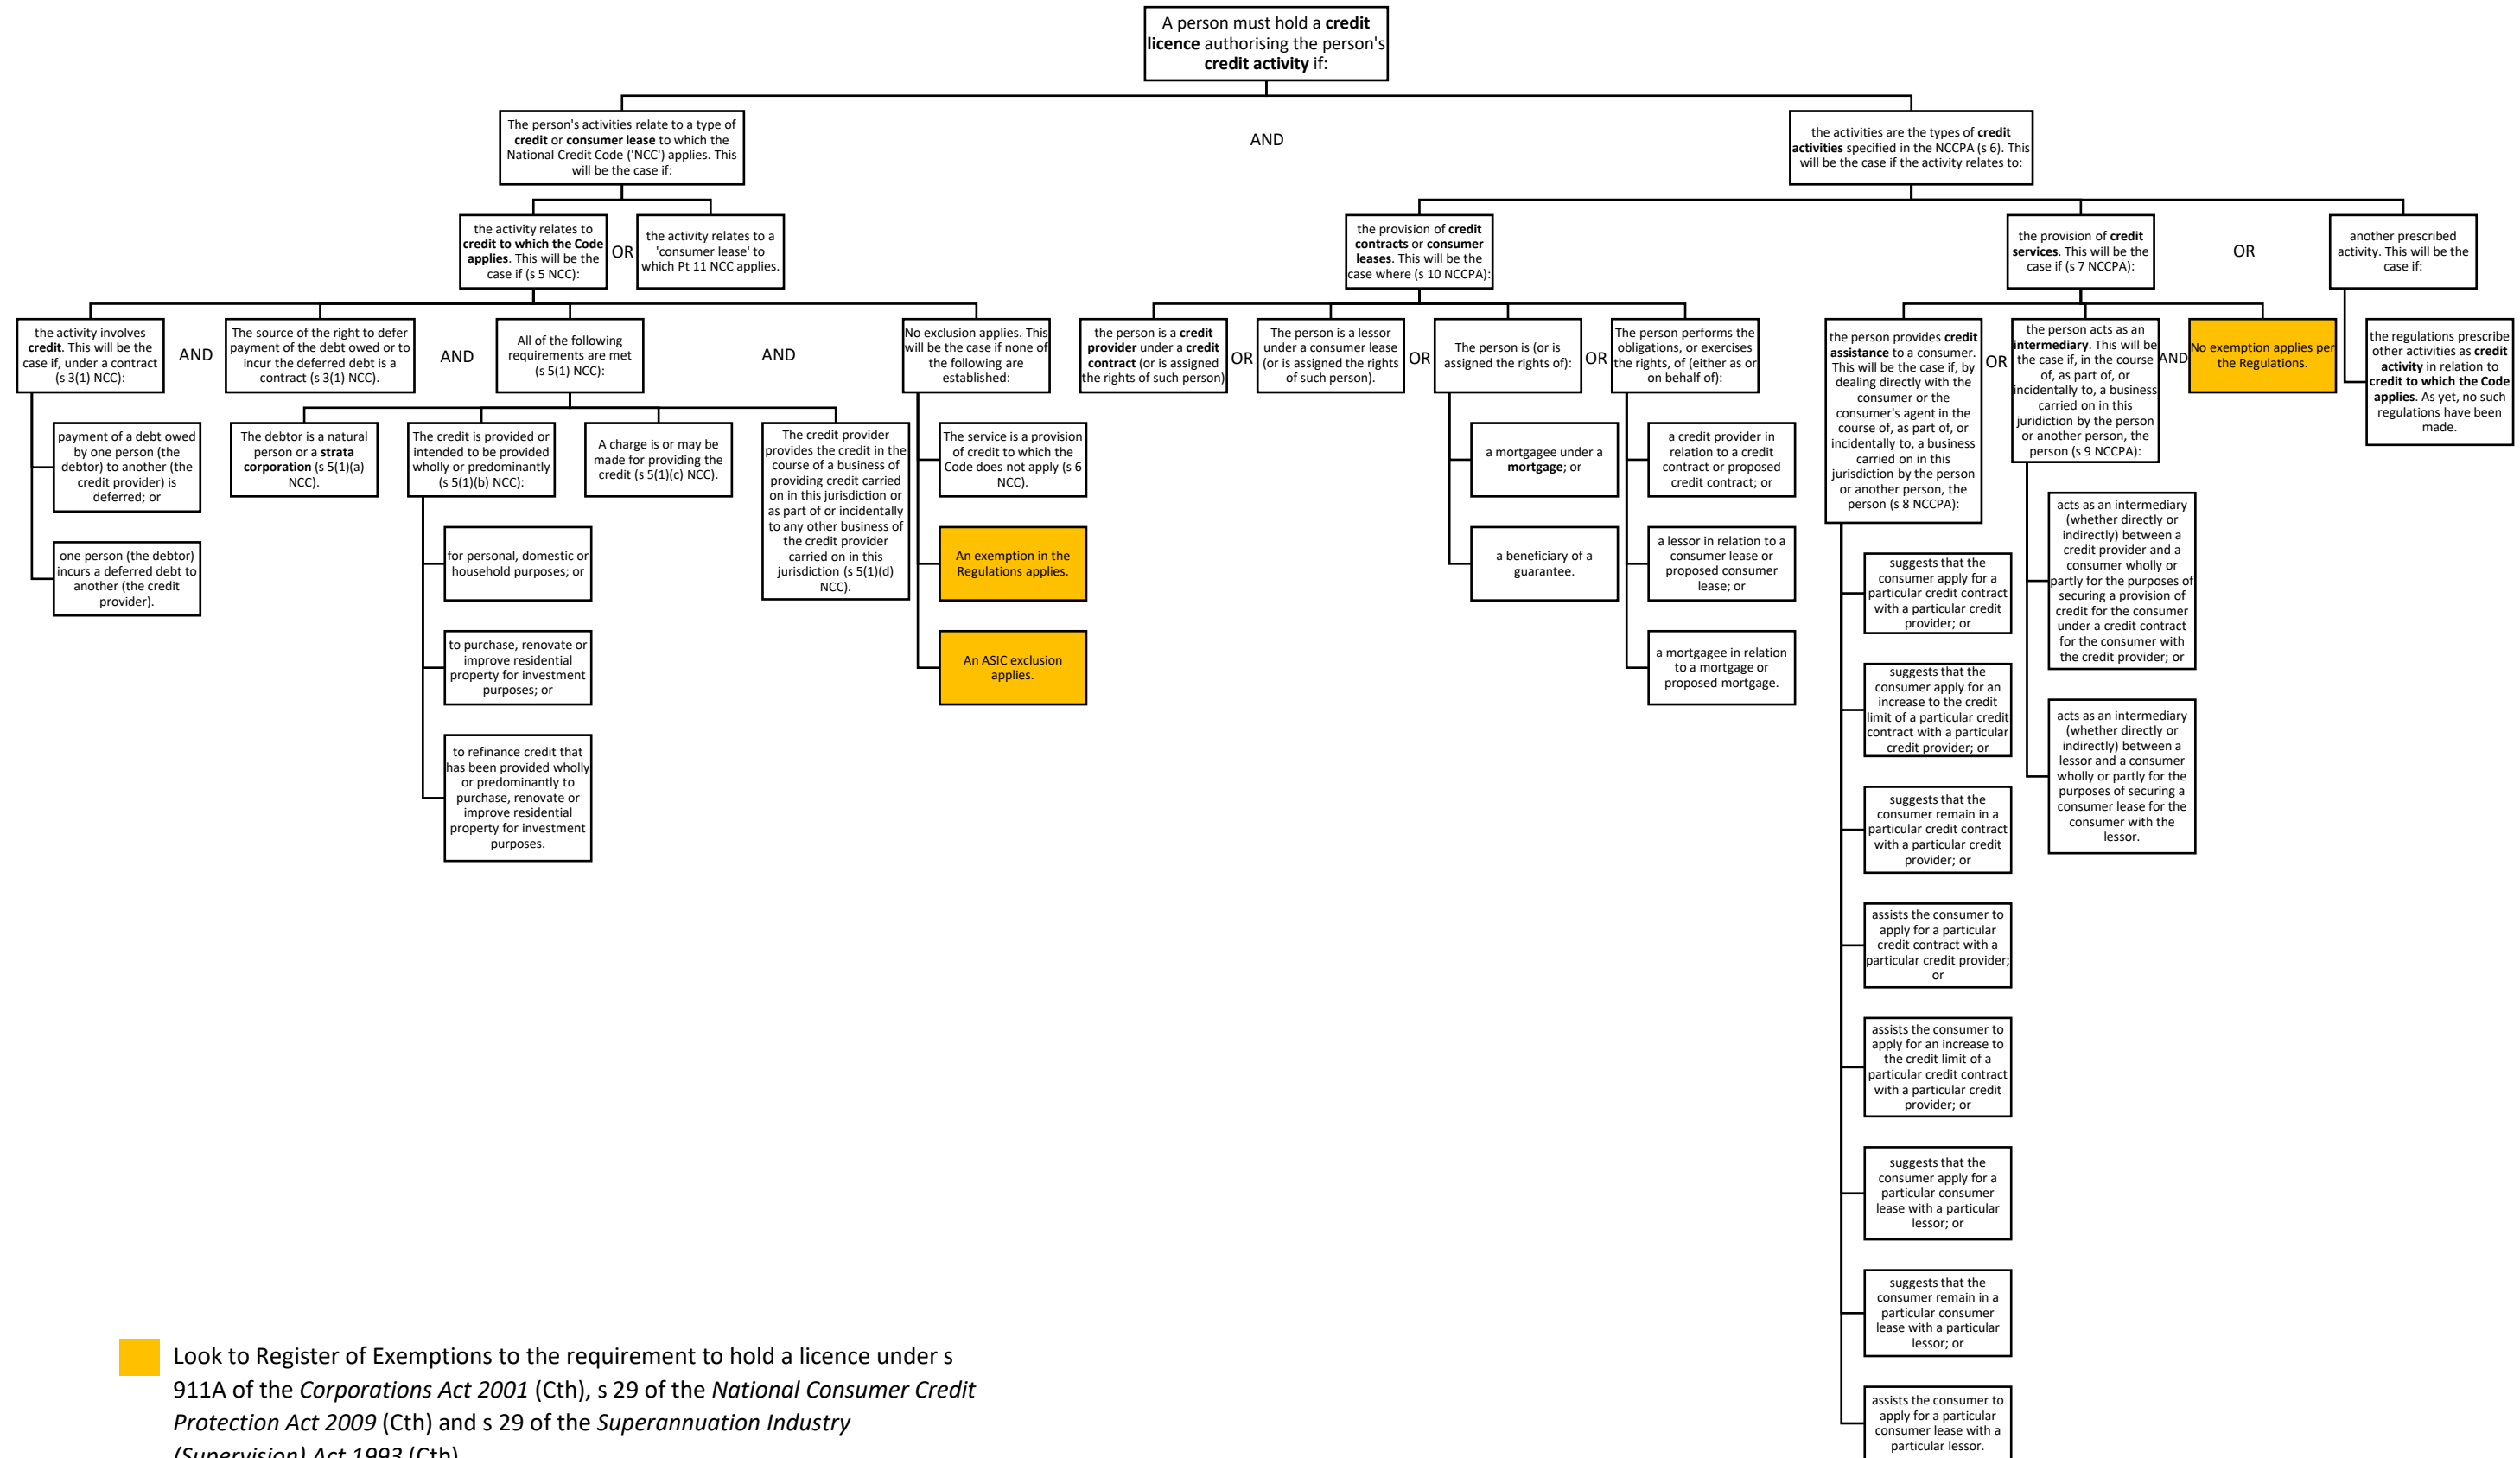 A person must hold a credit
licence authorising the person's
credit activity if:
The person's activities relate to a type of
credit or consumer lease to which the
National Credit Code ('NCC') applies. This
will be the case if:
AND
the activities are the types of credit
activities specified in the NCCPA (s 6). This
will be the case if the activity relates to:
the activity relates to
credit to which the Code
applies. This will be the
case if (s 5 NCC):
OR
the activity relates to a
'consumer lease' to
which Pt 11 NCC applies.
the provision of credit
contracts or consumer
leases. This will be the
case where (s 10 NCCPA):
the provision of credit
services. This will be the
case if (s 7 NCCPA):
OR
another prescribed
activity. This will be the
case if:
the activity involves
credit. This will be the
case if, under a contract
(s 3(1) NCC):
AND
The source of the right to defer
payment of the debt owed or to
incur the deferred debt is a
contract (s 3(1) NCC).
AND
All of the following
requirements are met
(s 5(1) NCC):
AND
No exclusion applies. This
will be the case if none of
the following are
established:
the person is a credit
provider under a credit
contract (or is assigned
the rights of such person)
OR
The person is a lessor
under a consumer lease
(or is assigned the rights
of such person).
OR
The person is (or is
assigned the rights of):
OR
The person performs the
obligations, or exercises
the rights, of (either as or
on behalf of):
the person provides credit
assistance to a consumer.
This will be the case if, by
dealing directly with the
consumer or the
consumer's agent in the
course of, as part of, or
incidentally to, a business
carried on in this
jurisdiction by the person
or another person, the
person (s 8 NCCPA):
OR
the person acts as an
intermediary. This will be
the case if, in the course
of, as part of, or
incidentally to, a business
carried on in this
juridiction by the person
or another person, the
person (s 9 NCCPA):
AND
No exemption applies per
the Regulations.
the regulations prescribe
other activities as credit
activity in relation to
credit to which the Code
applies. As yet, no such
regulations have been
made.
payment of a debt owed
by one person (the
debtor) to another (the
credit provider) is
deferred; or
one person (the debtor)
incurs a deferred debt to
another (the credit
provider).
The debtor is a natural
person or a strata
corporation (s 5(1)(a)
NCC).
The credit is provided or
intended to be provided
wholly or predominantly
(s 5(1)(b) NCC):
A charge is or may be
made for providing the
credit (s 5(1)(c) NCC).
The credit provider
provides the credit in the
course of a business of
providing credit carried
on in this jurisdiction or
as part of or incidentally
to any other business of
the credit provider
carried on in this
jurisdiction (s 5(1)(d)
NCC).
for personal, domestic or
household purposes; or
to purchase, renovate or
improve residential
property for investment
purposes; or
to refinance credit that
has been provided wholly
or predominantly to
purchase, renovate or
improve residential
property for investment
purposes.
The service is a provision
of credit to which the
Code does not apply (s 6
NCC).
An exemption in the
Regulations applies.
An ASIC exclusion
applies.
a mortgagee under a
mortgage; or
a beneficiary of a
guarantee.
a credit provider in
relation to a credit
contract or proposed
credit contract; or
a lessor in relation to a
consumer lease or
proposed consumer
lease; or
a mortgagee in relation
to a mortgage or
proposed mortgage.
suggests that the
consumer apply for a
particular credit contract
with a particular credit
provider; or
suggests that the
consumer apply for an
increase to the credit
limit of a particular credit
contract with a particular
credit provider; or
suggests that the
consumer remain in a
particular credit contract
with a particular credit
provider; or
assists the consumer to
apply for a particular
credit contract with a
particular credit provider;
or
assists the consumer to
apply for an increase to
the credit limit of a
particular credit contract
with a particular credit
provider; or
suggests that the
consumer apply for a
particular consumer
lease with a particular
lessor; or
suggests that the
consumer remain in a
particular consumer
lease with a particular
lessor; or
assists the consumer to
apply for a particular
consumer lease with a
particular lessor.
acts as an intermediary
(whether directly or
indirectly) between a
credit provider and a
consumer wholly or
partly for the purposes of
securing a provision of
credit for the consumer
under a credit contract
for the consumer with
the credit provider; or
acts as an intermediary
(whether directly or
indirectly) between a
lessor and a consumer
wholly or partly for the
purposes of securing a
consumer lease for the
consumer with the
lessor.
Look to Register of Exemptions to the requirement to hold a licence under s
911A of the Corporations Act 2001 (Cth), s 29 of the National Consumer Credit
Protection Act 2009 (Cth) and s 29 of the Superannuation Industry
(Supervision) Act 1993 (Cth)